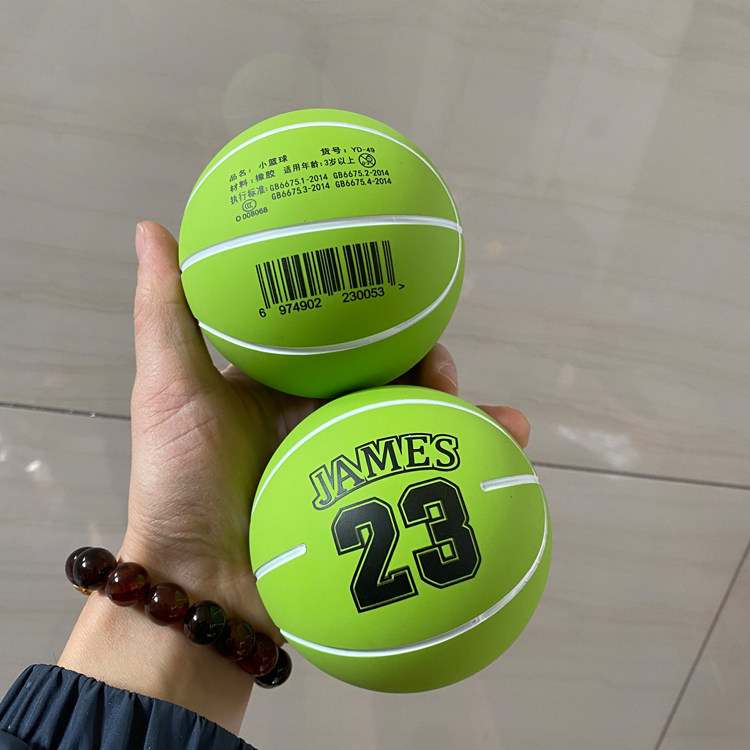 品名：小篮球 货号：YD-49
材料：橡胶 适用年龄：3岁以上
执行标准：GB6675.1-2014 GB6675.2-2014
GB6675.3-2014 GB6675.4-2014
O 008068
6 974902 230053 >
JAMES
23